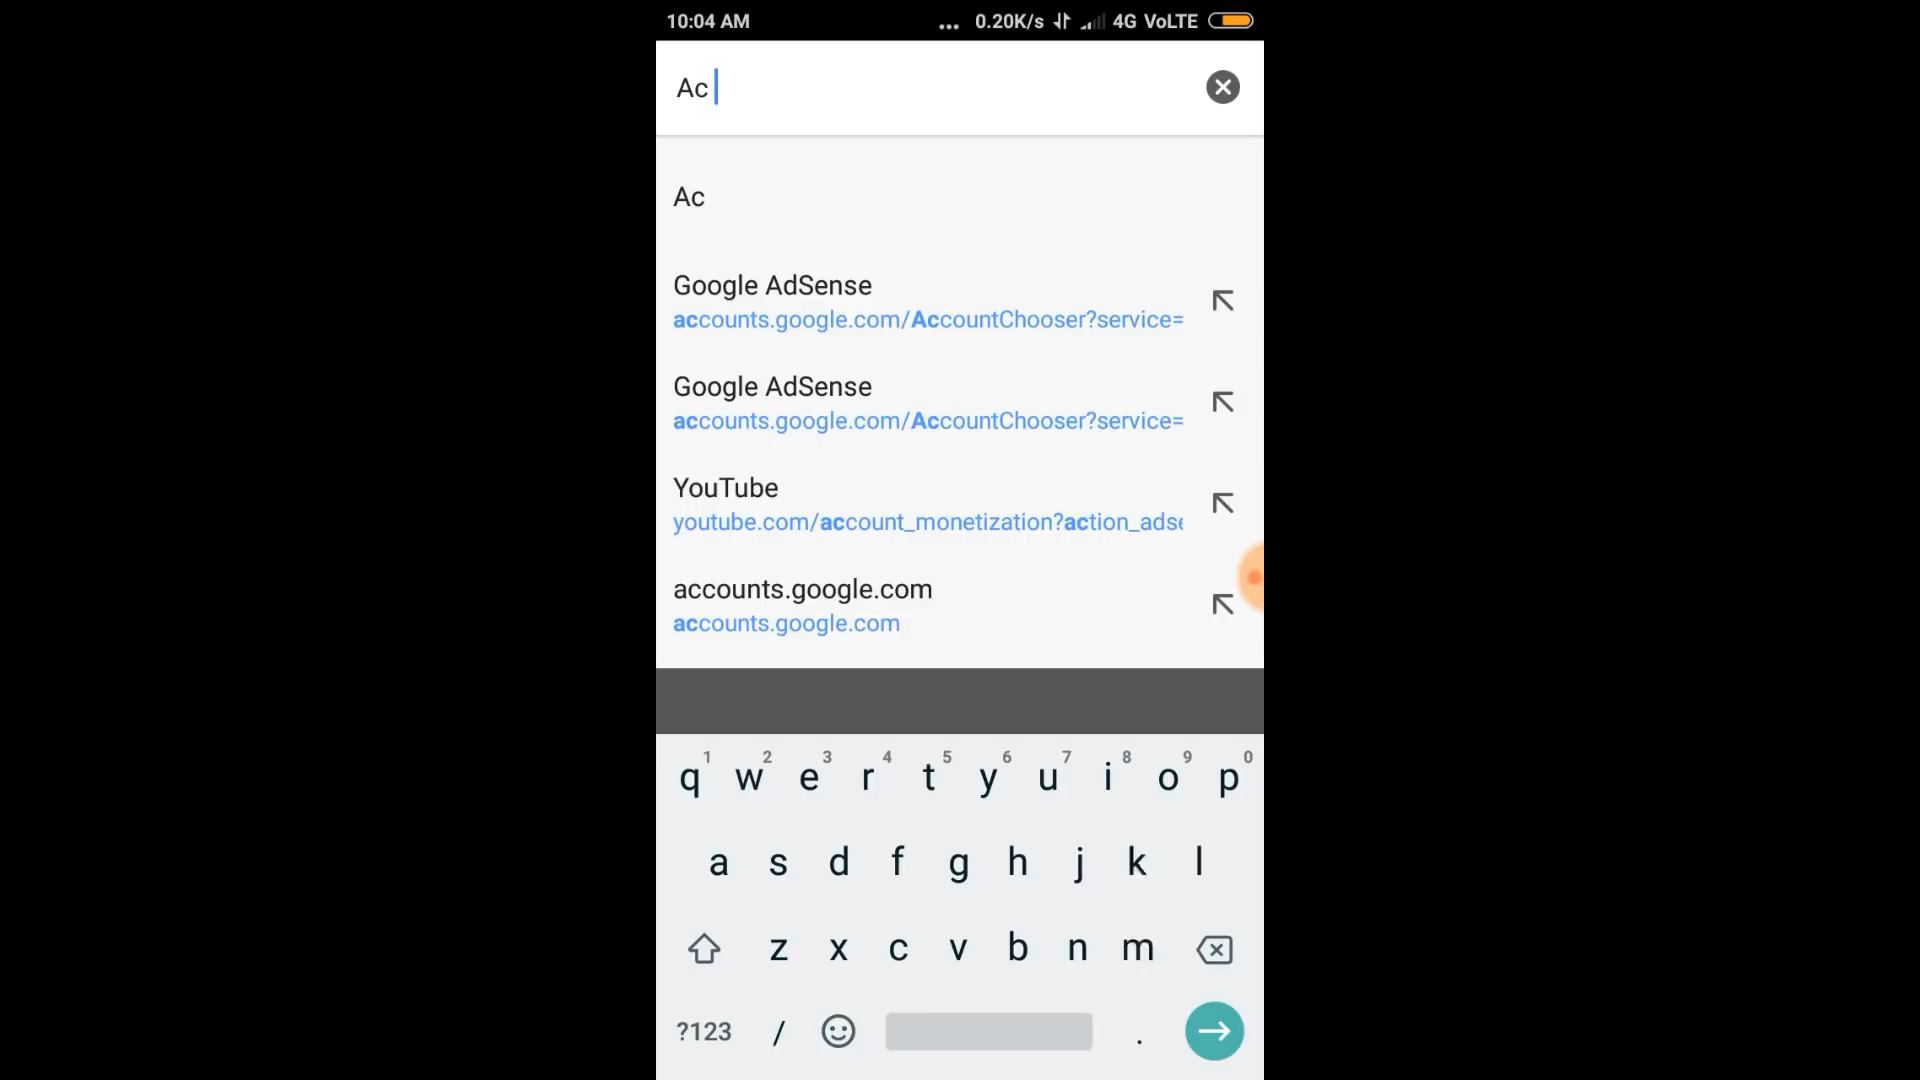 10:04 AM ... 0.20K/s 4G VoLTE
Ac
Ac
Google AdSense
accounts.google.com/AccountChooser?service=
Google AdSense
accounts.google.com/AccountChooser?service=
YouTube
youtube.com/account_monetization?action_adse
accounts.google.com
accounts.google.com
1 2 3 4 5 6 7 8 9 0
q w e r t y u i o p
a s d f g h j k l
z x c v b n m
?123 / .